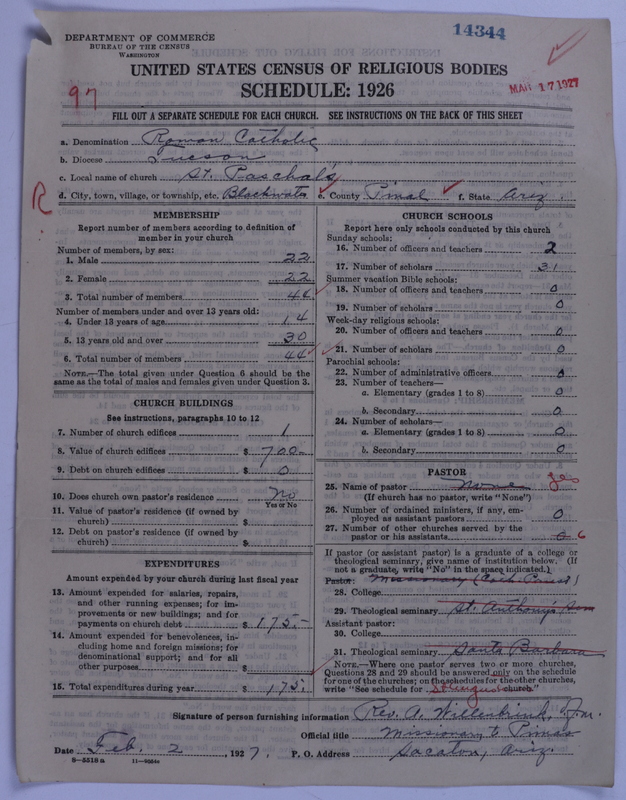 DEPARTMENT OF COMMERCE
BUREAU OF THE CENSUS
WASHINGTON
14344
UNITED STATES CENSUS OF RELIGIOUS BODIES
SCHEDULE: 1926
MAR 17 1927
97
FILL OUT A SEPARATE SCHEDULE FOR EACH CHURCH. SEE INSTRUCTIONS ON THE BACK OF THIS SHEET
a. Denomination Roman Catholic
b. Diocese Tucson
c. Local name of church St. Paschal's
R
d. City, town, village, or township, etc. Blackwater e. County Pinal f. State Ariz.
MEMBERSHIP
Report number of members according to definition of
member in your church
Number of members, by sex:
1. Male 22
2. Female 22
3. Total number of members 44
Number of members under and over 13 years old:
4. Under 13 years of age 14
5. 13 years old and over 30
6. Total number of members 44
NOTE.—The total given under Question 6 should be the
same as the total of males and females given under Question 3.
CHURCH BUILDINGS
See instructions, paragraphs 10 to 12
7. Number of church edifices 1
8. Value of church edifices $ 700-
9. Debt on church edifices $ 0
10. Does church own pastor's residence No
Yes or No
11. Value of pastor's residence (if owned by
church) $
12. Debt on pastor's residence (if owned by
church) $
EXPENDITURES
Amount expended by your church during last fiscal year
13. Amount expended for salaries, repairs,
and other running expenses; for im-
provements or new buildings; and for
payments on church debt $ 175.-
14. Amount expended for benevolences, in-
cluding home and foreign missions; for
denominational support; and for all
other purposes $
15. Total expenditures during year $ 175.
CHURCH SCHOOLS
Report here only schools conducted by this church
Sunday schools:
16. Number of officers and teachers 2
17. Number of scholars 31
Summer vacation Bible schools:
18. Number of officers and teachers 0
19. Number of scholars 0
Week-day religious schools:
20. Number of officers and teachers 0
21. Number of scholars 0
Parochial schools:
22. Number of administrative officers 0
23. Number of teachers—
a. Elementary (grades 1 to 8) 0
b. Secondary 0
24. Number of scholars—
a. Elementary (grades 1 to 8) 0
b. Secondary 0
PASTOR
25. Name of pastor None yes
(If church has no pastor, write "None")
26. Number of ordained ministers, if any, em-
ployed as assistant pastors 0
27. Number of other churches served by the
pastor or his assistants 0 6
If pastor (or assistant pastor) is a graduate of a college or
theological seminary, give name of institution below. (If
not a graduate, write "No" in the space indicated.)
Pastor: Missionary (Cath. Priest)
28. College
29. Theological seminary St. Anthony's Sem
Assistant pastor:
30. College
31. Theological seminary Santa Barbara
NOTE.—Where one pastor serves two or more churches,
Questions 28 and 29 should be answered only on the schedule
for one of the churches; on the schedules for the other churches,
write "See schedule for church."
Signature of person furnishing information Rev. A.
Official title Missionary to Pimas
Date Feb. 2 1927. P. O. Address Sacaton, Ariz.
8—5518 a